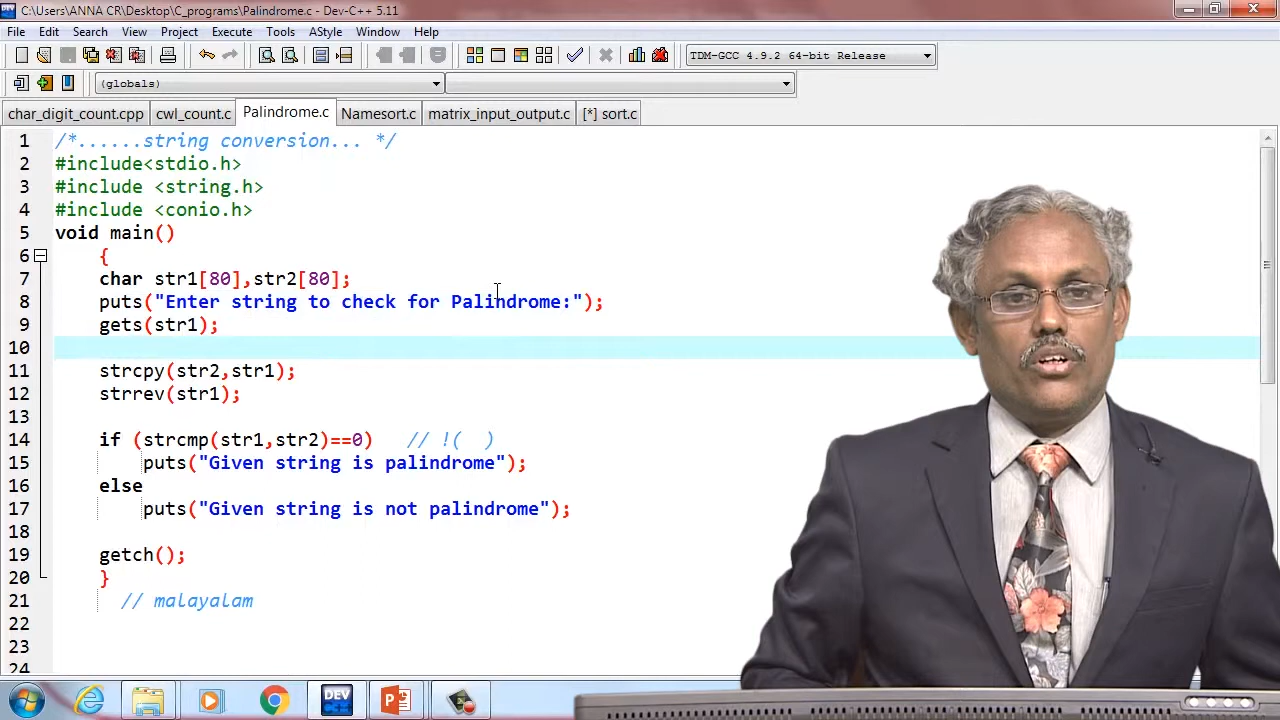 C:\Users\ANNA CR\Desktop\C_programs\Palindrome.c - Dev-C++ 5.11
File Edit Search View Project Execute Tools AStyle Window Help
TDM-GCC 4.9.2 64-bit Release
(globals)
char_digit_count.cpp cwl_count.c Palindrome.c Namesort.c matrix_input_output.c [*] sort.c
1 /*......string conversion... */
2 #include<stdio.h>
3 #include <string.h>
4 #include <conio.h>
5 void main()
6 {
7 char str1[80],str2[80];
8 puts("Enter string to check for Palindrome:");
9 gets(str1);
10
11 strcpy(str2,str1);
12 strrev(str1);
13
14 if (strcmp(str1,str2)==0) // !( )
15 puts("Given string is palindrome");
16 else
17 puts("Given string is not palindrome");
18
19 getch();
20 }
21 // malayalam
22
23
24
DEV